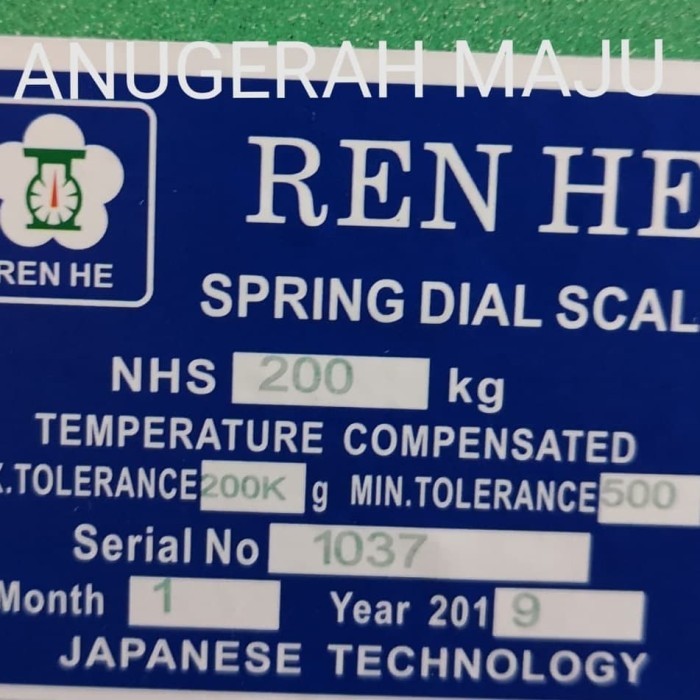 ANUGERAH MAJU
REN HE
REN HE
SPRING DIAL SCAL
NHS 200 kg
TEMPERATURE COMPENSATED
X.TOLERANCE 200K g MIN.TOLERANCE 500
Serial No 1037
Month 1 Year 2019
JAPANESE TECHNOLOGY